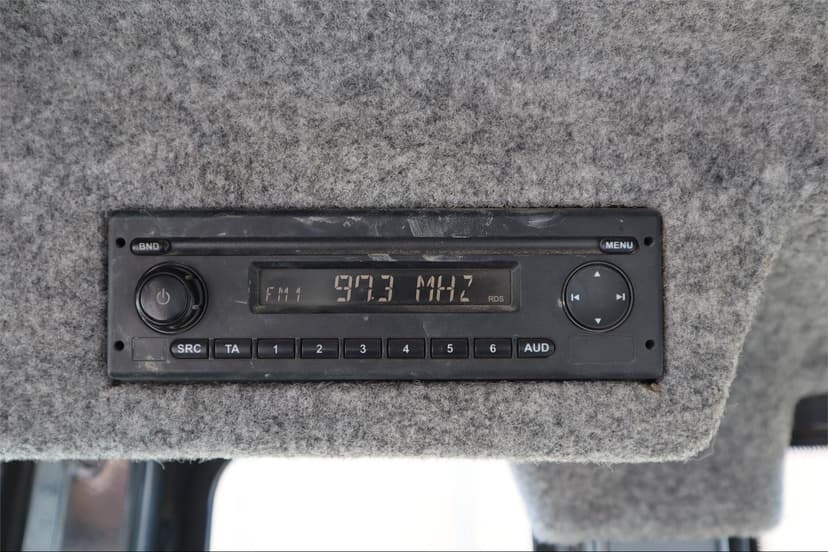 BND MENU
FM1 97.3 MHZ RDS
SRC TA 1 2 3 4 5 6 AUD